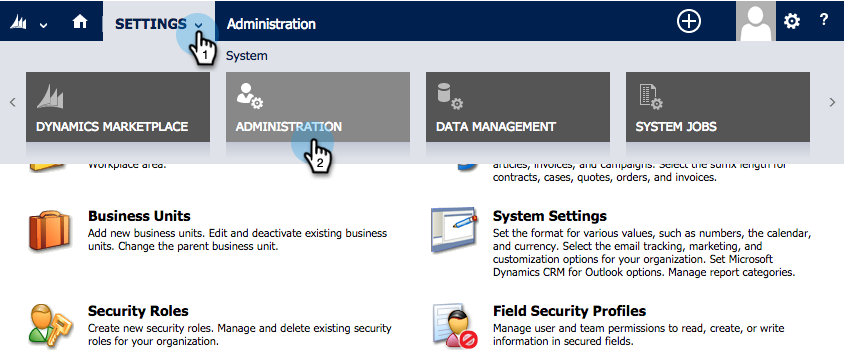 SETTINGS
Administration
?
1
System
DYNAMICS MARKETPLACE
ADMINISTRATION
DATA MANAGEMENT
SYSTEM JOBS
2
Workplace area.
articles, invoices, and campaigns. Select the suffix length for
contracts, cases, quotes, orders, and invoices.
Business Units
Add new business units. Edit and deactivate existing business
units. Change the parent business unit.
System Settings
Set the format for various values, such as numbers, the calendar,
and currency. Select the email tracking, marketing, and
customization options for your organization. Set Microsoft
Dynamics CRM for Outlook options. Manage report categories.
Security Roles
Create new security roles. Manage and delete existing security
roles for your organization.
Field Security Profiles
Manage user and team permissions to read, create, or write
information in secured fields.